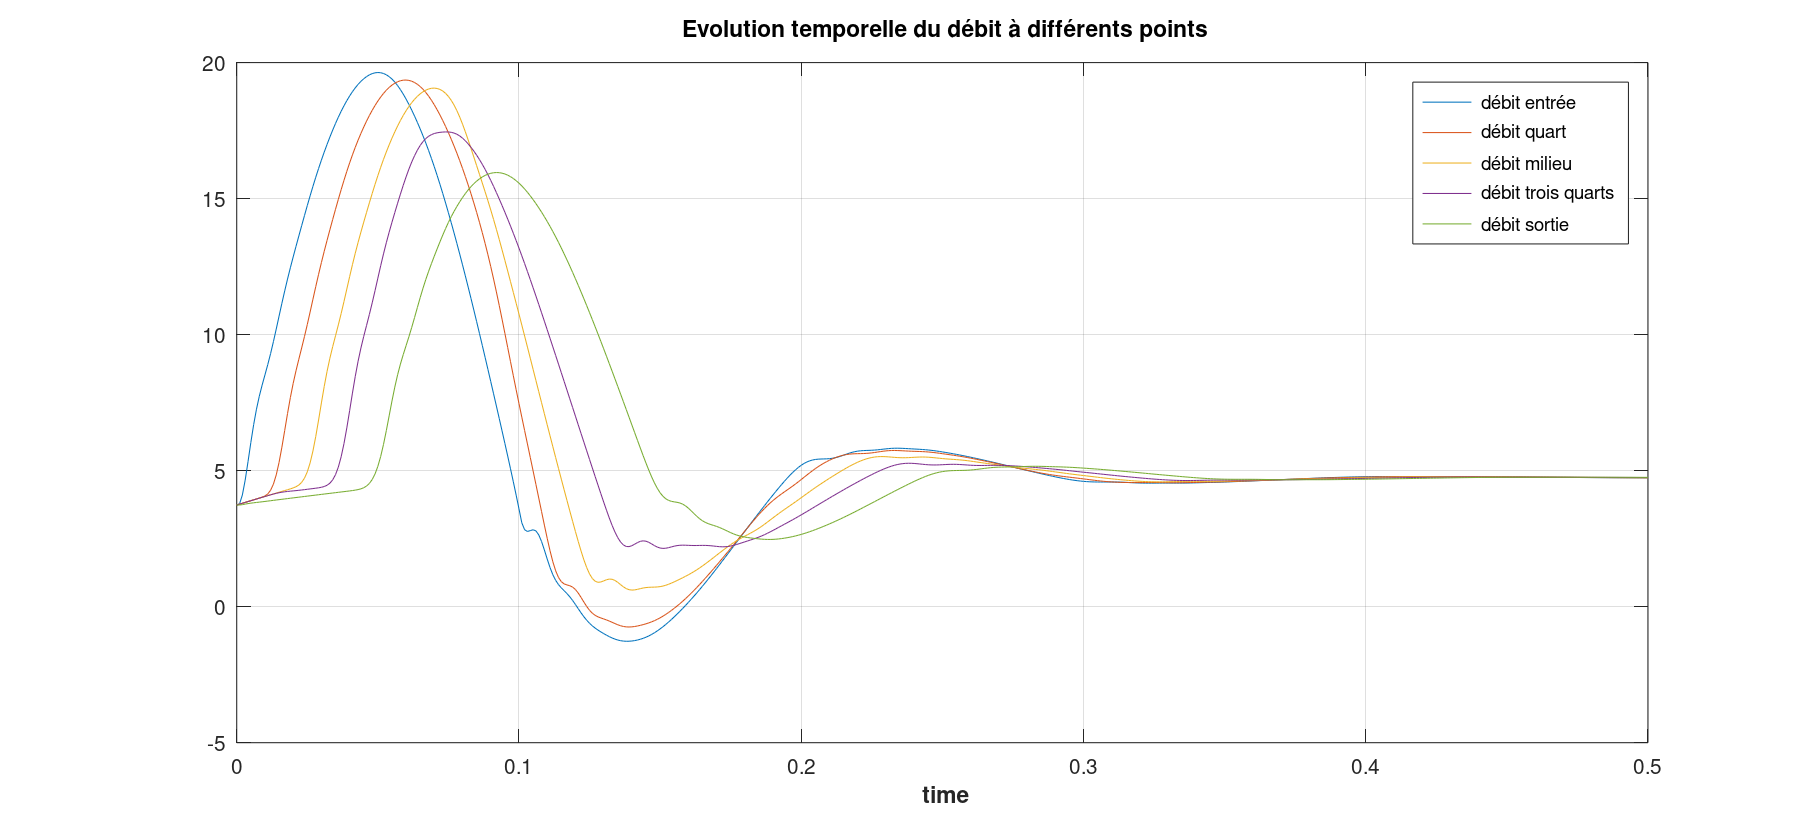 Evolution temporelle du débit à différents points
20
15
10
5
0
-5
0 0.1 0.2 0.3 0.4 0.5
time
débit entrée
débit quart
débit milieu
débit trois quarts
débit sortie